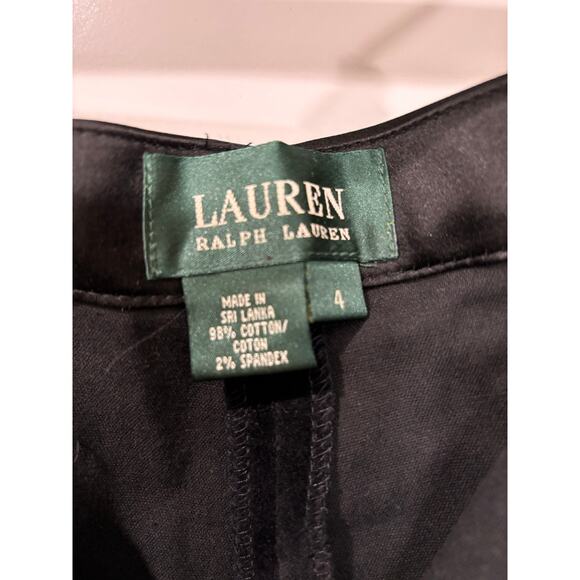 LAUREN
RALPH LAUREN
MADE IN
SRI LANKA
98% COTTON/
COTON
2% SPANDEX
4